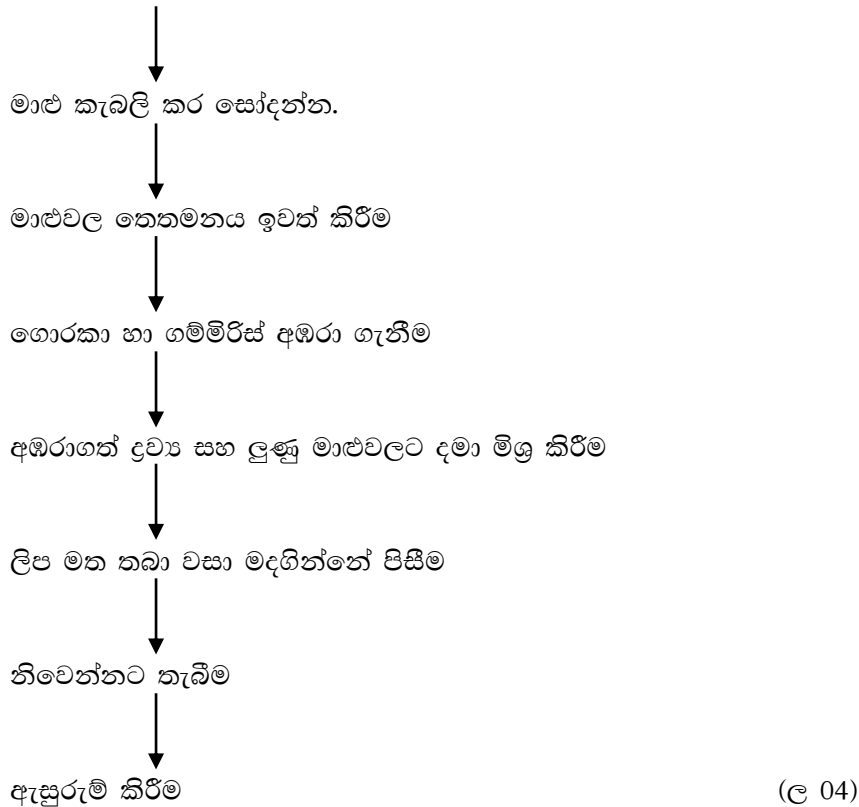 මාළු කැබලි කර සෝදන්න.
මාළුවල තෙතමනය ඉවත් කිරීම
ගොරකා හා ගම්මිරිස් අඹරා ගැනීම
අඹරාගත් ද්‍රව්‍ය සහ ලුණු මාළුවලට දමා මිශ්‍ර කිරීම
ලිප මත තබා වසා මදගින්නේ පිසීම
නිවෙන්නට තැබීම
ඇසුරුම් කිරීම (ල 04)